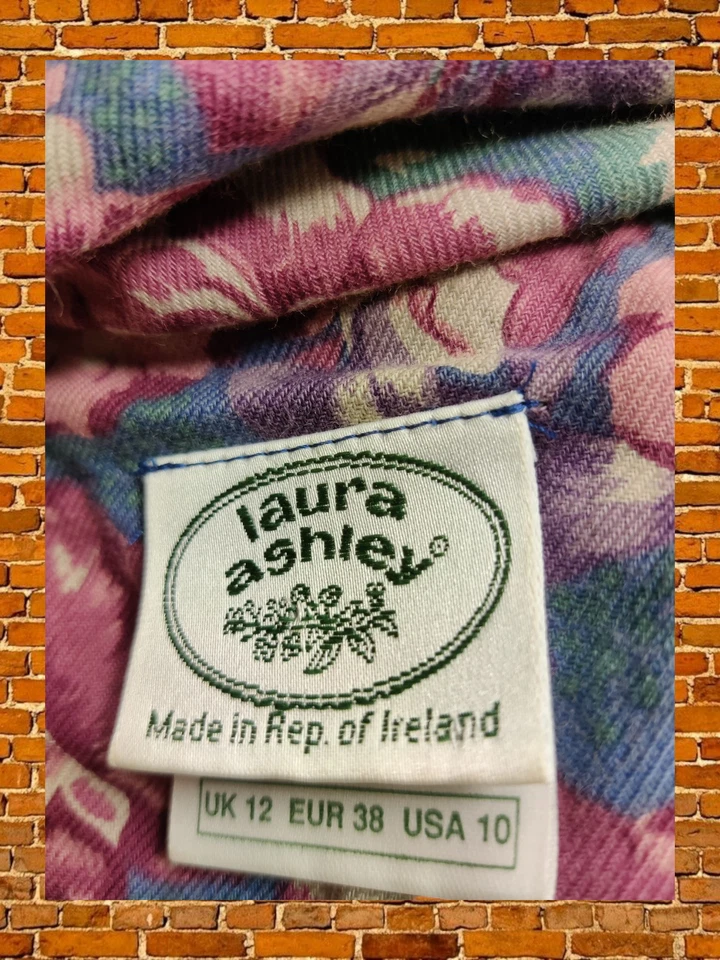 laura
ashley®
Made in Rep. of Ireland
UK 12 EUR 38 USA 10